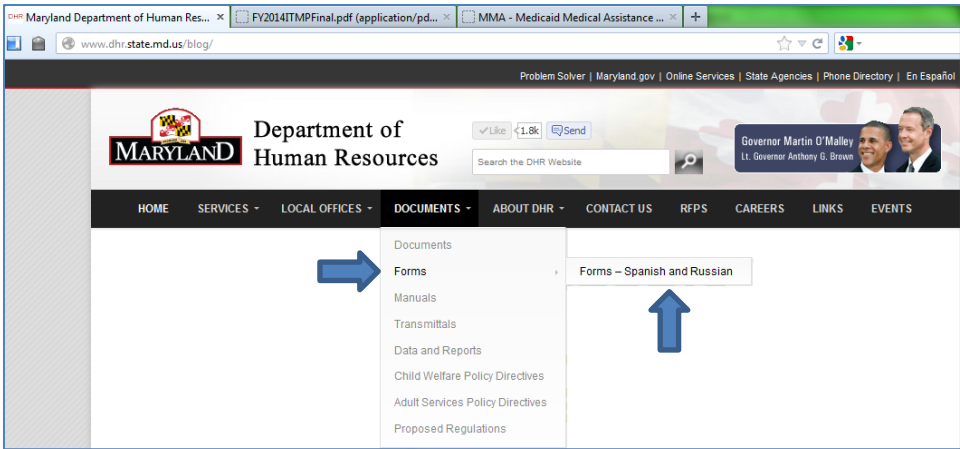 DHR Maryland Department of Human Res... × FY2014ITMPFinal.pdf (application/pd... × MMA - Medicaid Medical Assistance ... × +
www.dhr.state.md.us/blog/
Problem Solver | Maryland.gov | Online Services | State Agencies | Phone Directory | En Español
MARYLAND
Department of
Human Resources
Like 1.8k Send
Search the DHR Website
Governor Martin O'Malley
Lt. Governor Anthony G. Brown
HOME SERVICES LOCAL OFFICES DOCUMENTS ABOUT DHR CONTACT US RFPS CAREERS LINKS EVENTS
Documents
Forms
Forms – Spanish and Russian
Manuals
Transmittals
Data and Reports
Child Welfare Policy Directives
Adult Services Policy Directives
Proposed Regulations